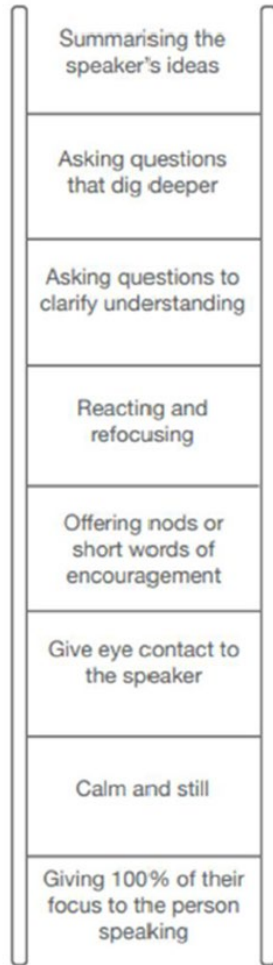 Summarising the
speaker's ideas
Asking questions
that dig deeper
Asking questions to
clarify understanding
Reacting and
refocusing
Offering nods or
short words of
encouragement
Give eye contact to
the speaker
Calm and still
Giving 100% of their
focus to the person
speaking